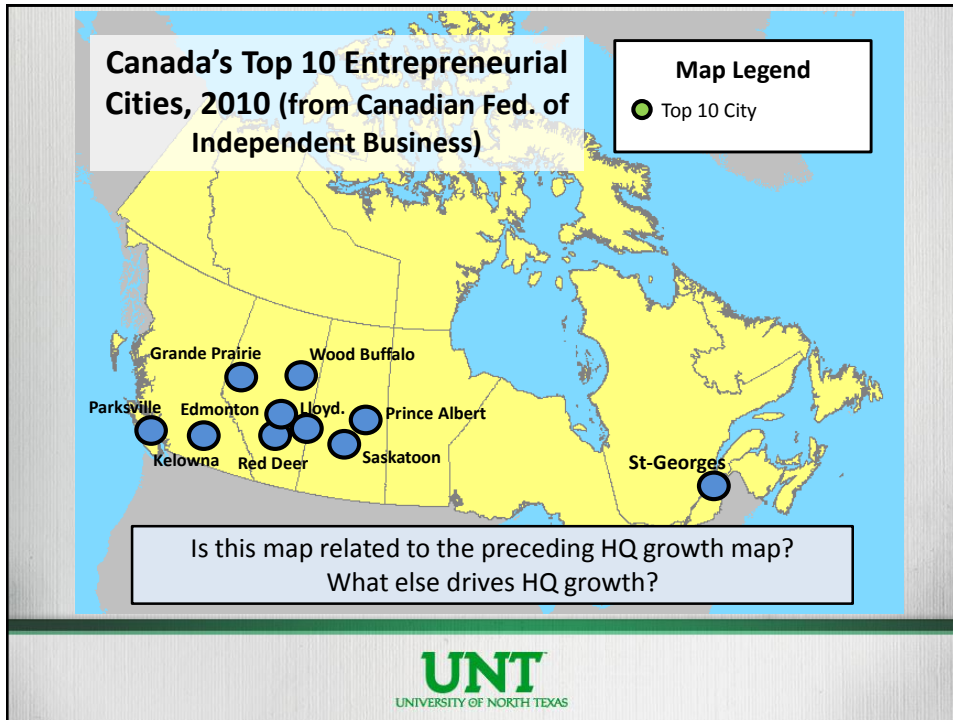 Canada's Top 10 Entrepreneurial
Cities, 2010 (from Canadian Fed. of
Independent Business)
Map Legend
Top 10 City
Grande Prairie
Wood Buffalo
Parksville
Edmonton
Lloyd.
Prince Albert
Kelowna
Red Deer
Saskatoon
St-Georges
Is this map related to the preceding HQ growth map?
What else drives HQ growth?
UNT
UNIVERSITY OF NORTH TEXAS